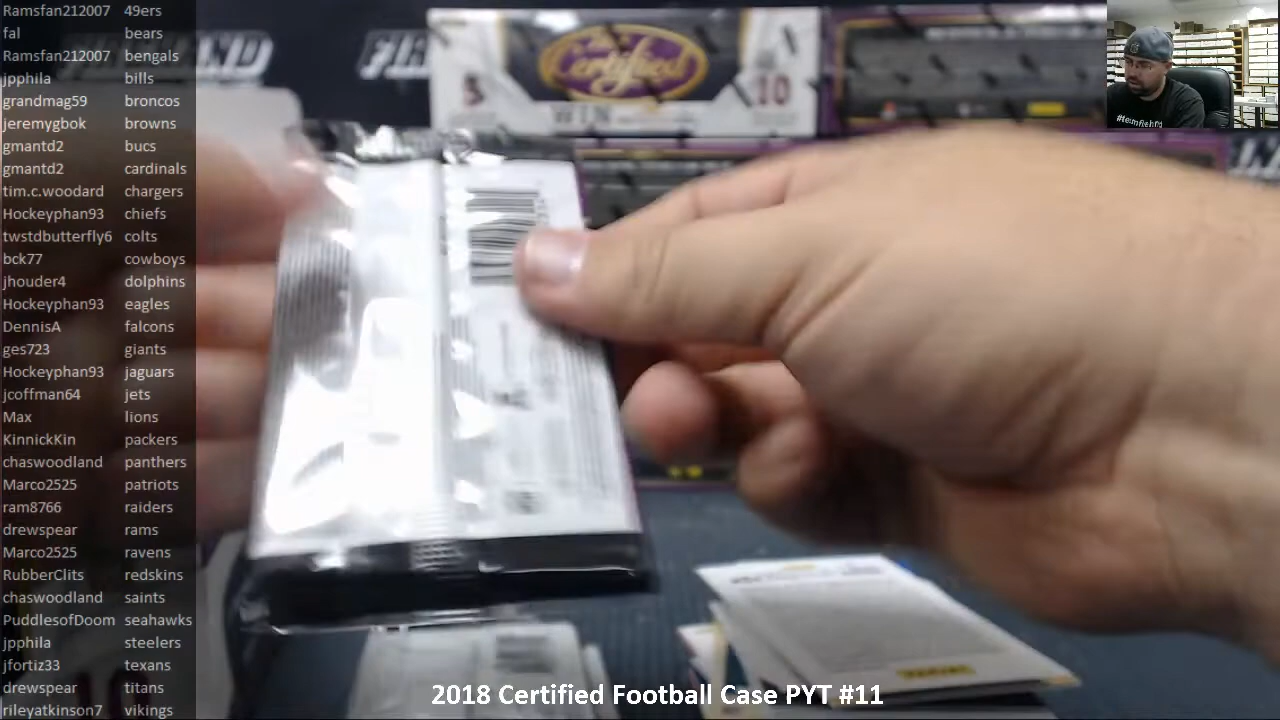 Ramsfan212007 49ers
fal bears
Ramsfan212007 bengals
jpphila bills
grandmag59 broncos
jeremygbok browns
gmantd2 bucs
gmantd2 cardinals
tim.c.woodard chargers
Hockeyphan93 chiefs
twstdbutterfly6 colts
bck77 cowboys
jhouder4 dolphins
Hockeyphan93 eagles
DennisA falcons
ges723 giants
Hockeyphan93 jaguars
jcoffman64 jets
Max lions
KinnickKin packers
chaswoodland panthers
Marco2525 patriots
ram8766 raiders
drewspear rams
Marco2525 ravens
RubberClits redskins
chaswoodland saints
PuddlesofDoom seahawks
jpphila steelers
jfortiz33 texans
drewspear titans
rileyatkinson7 vikings
Certified
5
10
2018 Certified Football Case PYT #11